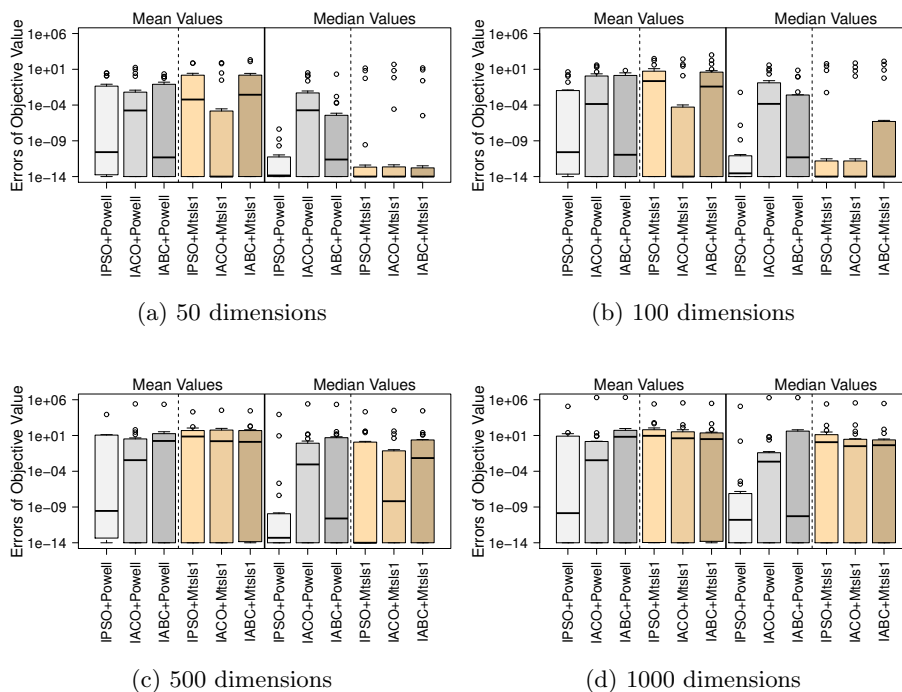 Mean Values Median Values
Errors of Objective Value
1e+06
1e+01
1e−04
1e−09
1e−14
IPSO+Powell
IACO+Powell
IABC+Powell
IPSO+Mtsls1
IACO+Mtsls1
IABC+Mtsls1
IPSO+Powell
IACO+Powell
IABC+Powell
IPSO+Mtsls1
IACO+Mtsls1
IABC+Mtsls1
(a) 50 dimensions
Mean Values Median Values
Errors of Objective Value
1e+06
1e+01
1e−04
1e−09
1e−14
IPSO+Powell
IACO+Powell
IABC+Powell
IPSO+Mtsls1
IACO+Mtsls1
IABC+Mtsls1
IPSO+Powell
IACO+Powell
IABC+Powell
IPSO+Mtsls1
IACO+Mtsls1
IABC+Mtsls1
(b) 100 dimensions
Mean Values Median Values
Errors of Objective Value
1e+06
1e+01
1e−04
1e−09
1e−14
IPSO+Powell
IACO+Powell
IABC+Powell
IPSO+Mtsls1
IACO+Mtsls1
IABC+Mtsls1
IPSO+Powell
IACO+Powell
IABC+Powell
IPSO+Mtsls1
IACO+Mtsls1
IABC+Mtsls1
(c) 500 dimensions
Mean Values Median Values
Errors of Objective Value
1e+06
1e+01
1e−04
1e−09
1e−14
IPSO+Powell
IACO+Powell
IABC+Powell
IPSO+Mtsls1
IACO+Mtsls1
IABC+Mtsls1
IPSO+Powell
IACO+Powell
IABC+Powell
IPSO+Mtsls1
IACO+Mtsls1
IABC+Mtsls1
(d) 1000 dimensions